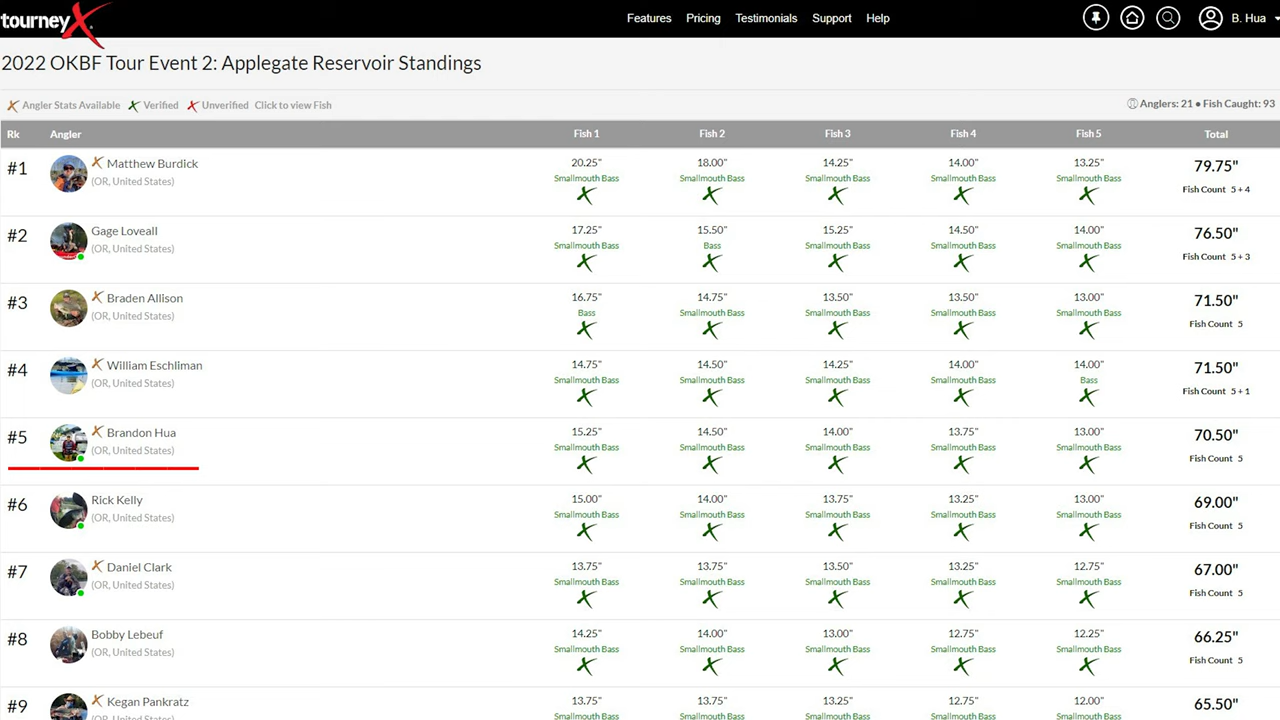 tourneyX
Features Pricing Testimonials Support Help B. Hua
2022 OKBF Tour Event 2: Applegate Reservoir Standings
Angler Stats Available Verified Unverified Click to view Fish Anglers: 21 ● Fish Caught: 93
Rk Angler Fish 1 Fish 2 Fish 3 Fish 4 Fish 5 Total
#1 Matthew Burdick 20.25" 18.00" 14.25" 14.00" 13.25" 79.75"
(OR, United States) Smallmouth Bass Smallmouth Bass Smallmouth Bass Smallmouth Bass Smallmouth Bass Fish Count 5 + 4
#2 Gage Loveall 17.25" 15.50" 15.25" 14.50" 14.00" 76.50"
(OR, United States) Smallmouth Bass Bass Smallmouth Bass Smallmouth Bass Smallmouth Bass Fish Count 5 + 3
#3 Braden Allison 16.75" 14.75" 13.50" 13.50" 13.00" 71.50"
(OR, United States) Bass Smallmouth Bass Smallmouth Bass Smallmouth Bass Smallmouth Bass Fish Count 5
#4 William Eschliman 14.75" 14.50" 14.25" 14.00" 14.00" 71.50"
(OR, United States) Smallmouth Bass Smallmouth Bass Smallmouth Bass Smallmouth Bass Bass Fish Count 5 + 1
#5 Brandon Hua 15.25" 14.50" 14.00" 13.75" 13.00" 70.50"
(OR, United States) Smallmouth Bass Smallmouth Bass Smallmouth Bass Smallmouth Bass Smallmouth Bass Fish Count 5
#6 Rick Kelly 15.00" 14.00" 13.75" 13.25" 13.00" 69.00"
(OR, United States) Smallmouth Bass Smallmouth Bass Smallmouth Bass Smallmouth Bass Smallmouth Bass Fish Count 5
#7 Daniel Clark 13.75" 13.75" 13.50" 13.25" 12.75" 67.00"
(OR, United States) Smallmouth Bass Smallmouth Bass Smallmouth Bass Smallmouth Bass Smallmouth Bass Fish Count 5
#8 Bobby Lebeuf 14.25" 14.00" 13.00" 12.75" 12.25" 66.25"
(OR, United States) Smallmouth Bass Smallmouth Bass Smallmouth Bass Smallmouth Bass Smallmouth Bass Fish Count 5
#9 Kegan Pankratz 13.75" 13.75" 13.25" 12.75" 12.00" 65.50"
(OR, United States) Smallmouth Bass Smallmouth Bass Smallmouth Bass Smallmouth Bass Smallmouth Bass